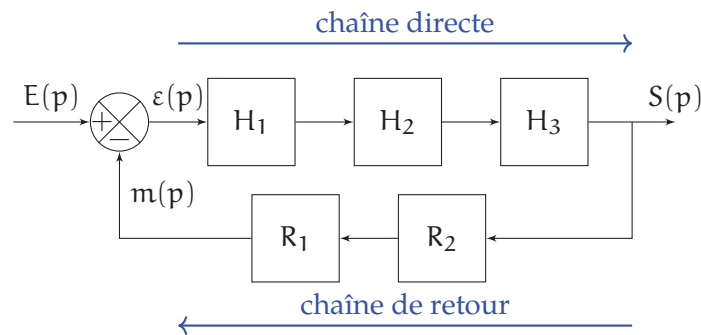 chaîne directe
E(p) ε(p) H₁ H₂ H₃ S(p)
+
−
m(p) R₁ R₂
chaîne de retour